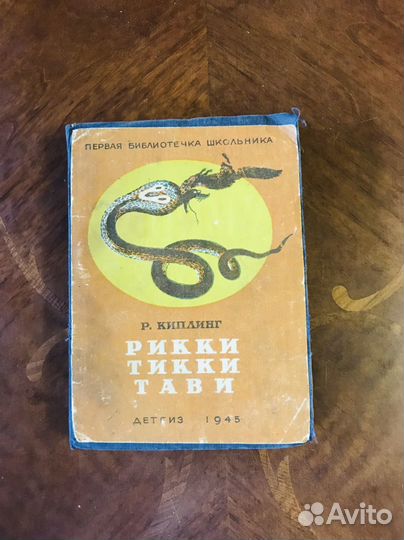 ПЕРВАЯ БИБЛИОТЕЧКА ШКОЛЬНИКА
Р. КИПЛИНГ
РИККИ
ТИККИ
ТАВИ
ДЕТГИЗ 1945
Avito